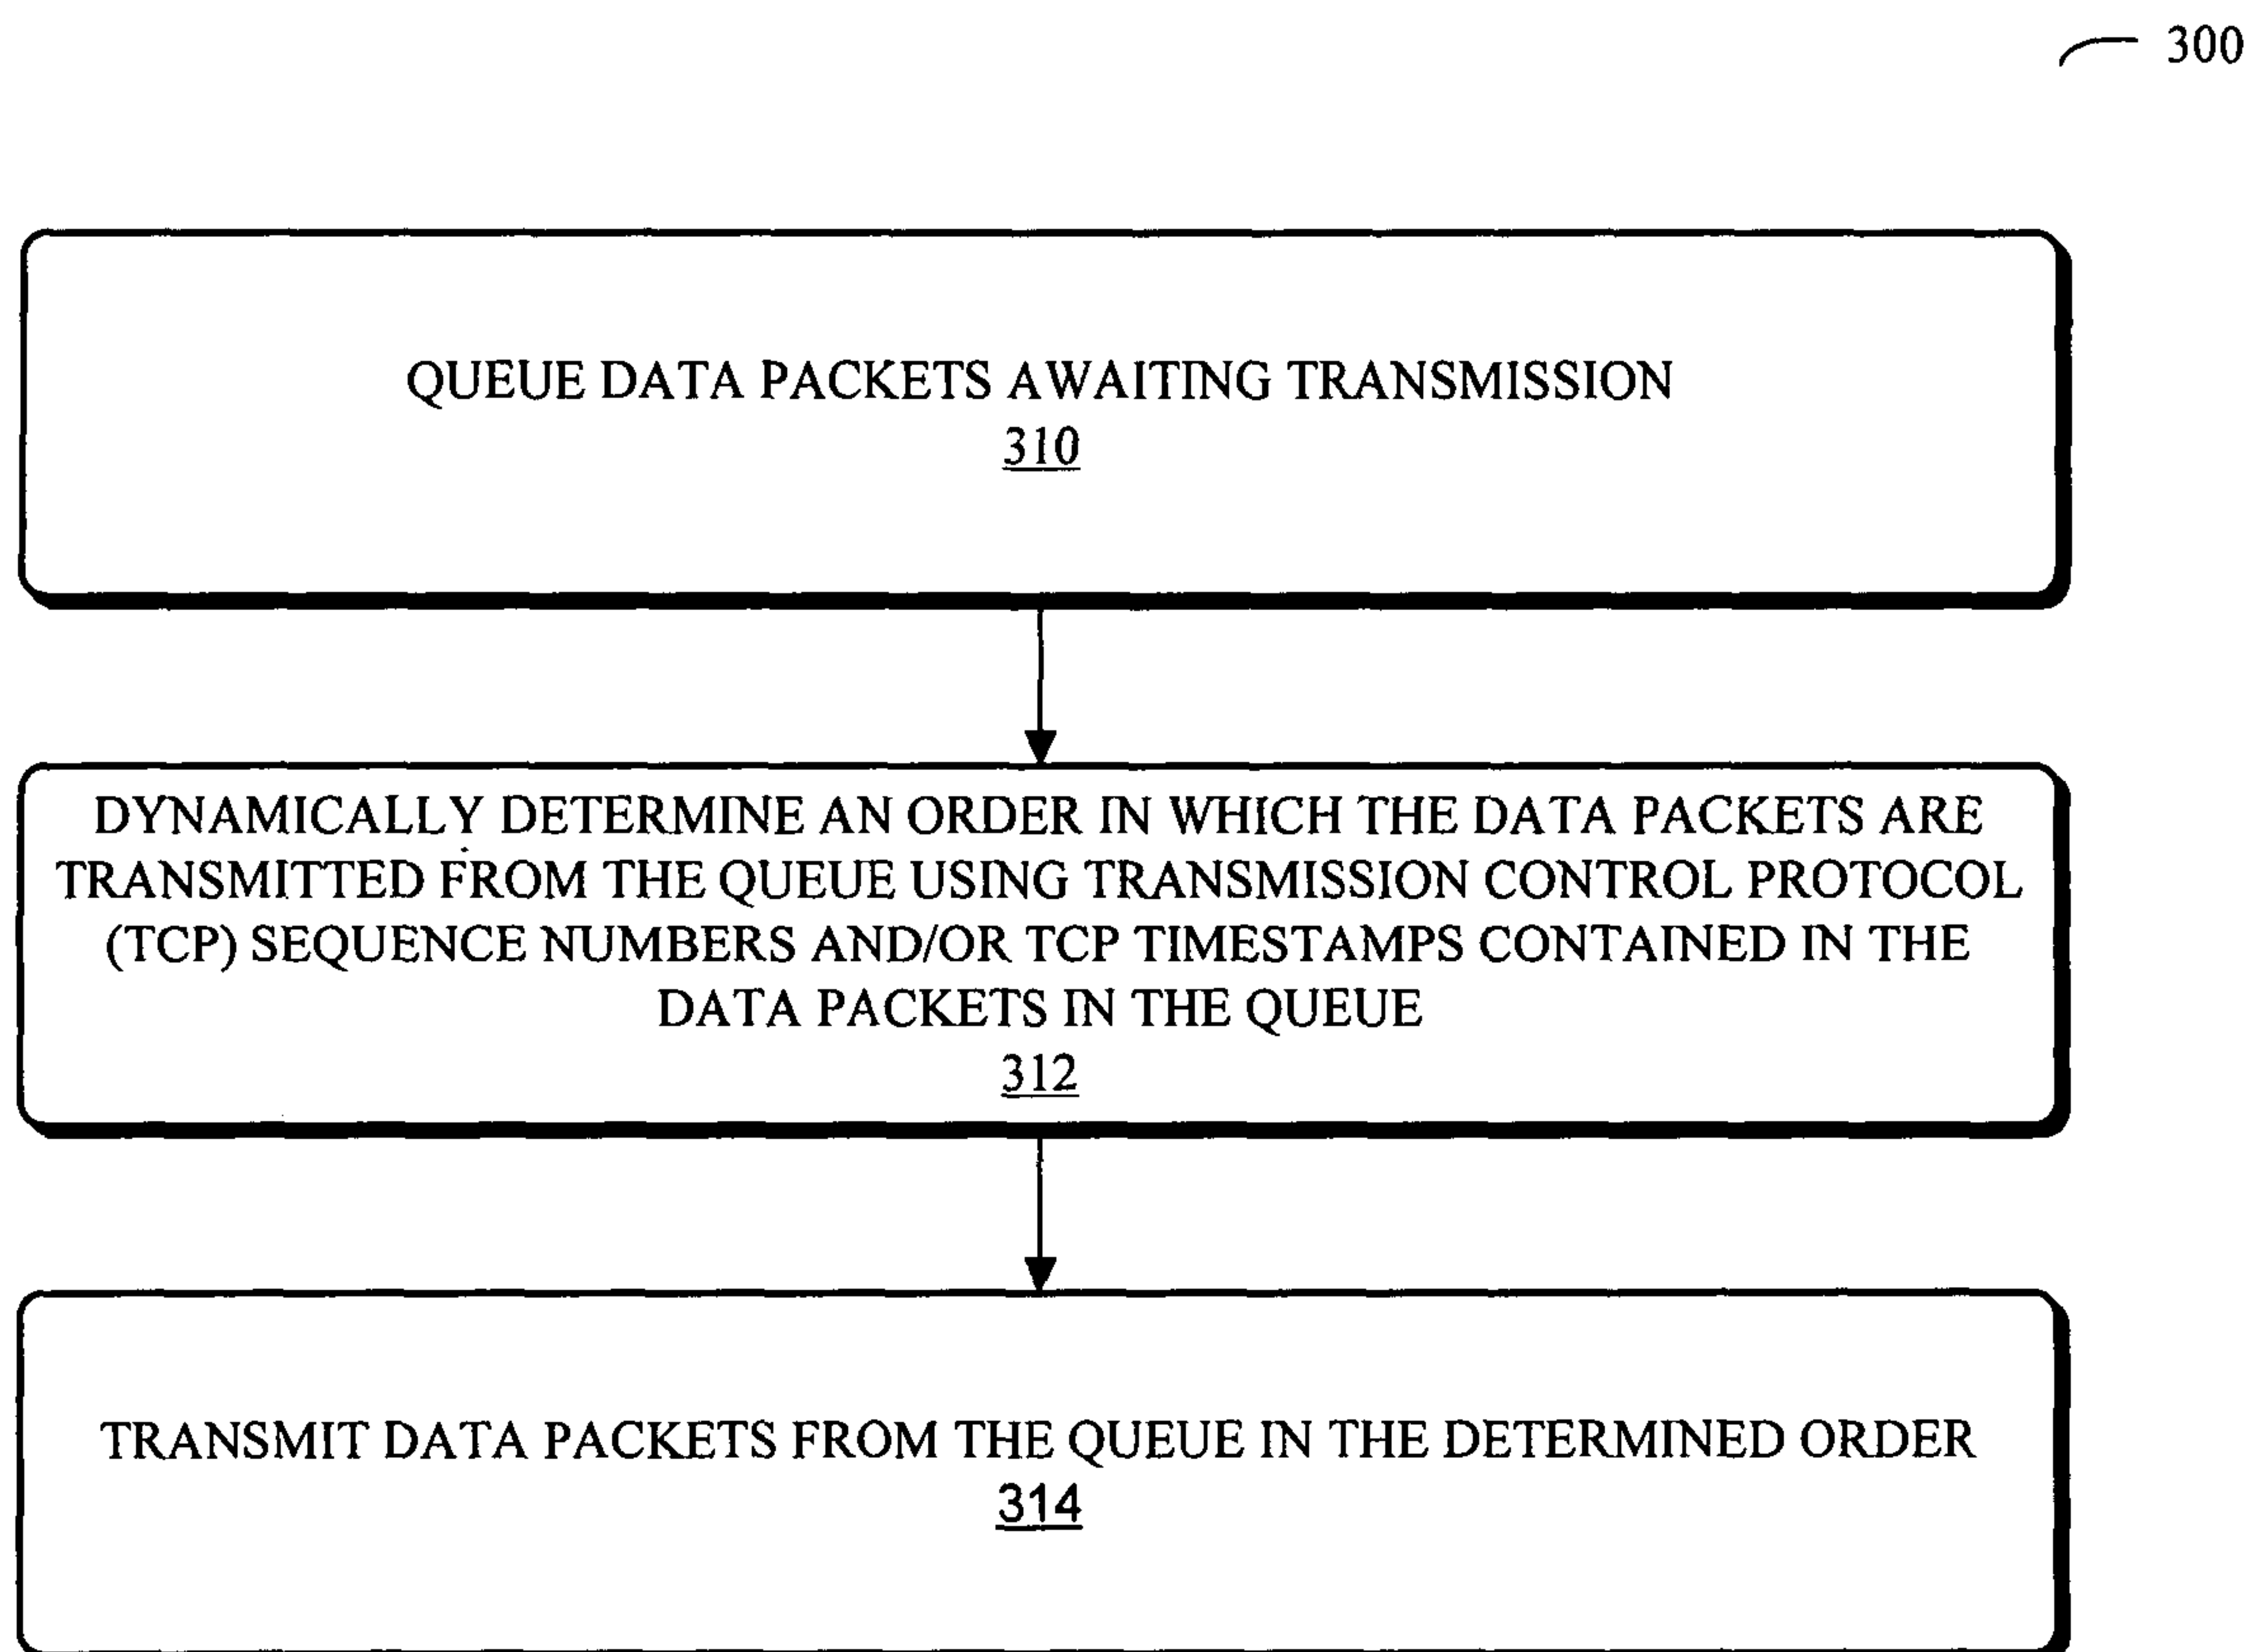 300
QUEUE DATA PACKETS AWAITING TRANSMISSION
310
DYNAMICALLY DETERMINE AN ORDER IN WHICH THE DATA PACKETS ARE
TRANSMITTED FROM THE QUEUE USING TRANSMISSION CONTROL PROTOCOL
(TCP) SEQUENCE NUMBERS AND/OR TCP TIMESTAMPS CONTAINED IN THE
DATA PACKETS IN THE QUEUE
312
TRANSMIT DATA PACKETS FROM THE QUEUE IN THE DETERMINED ORDER
314